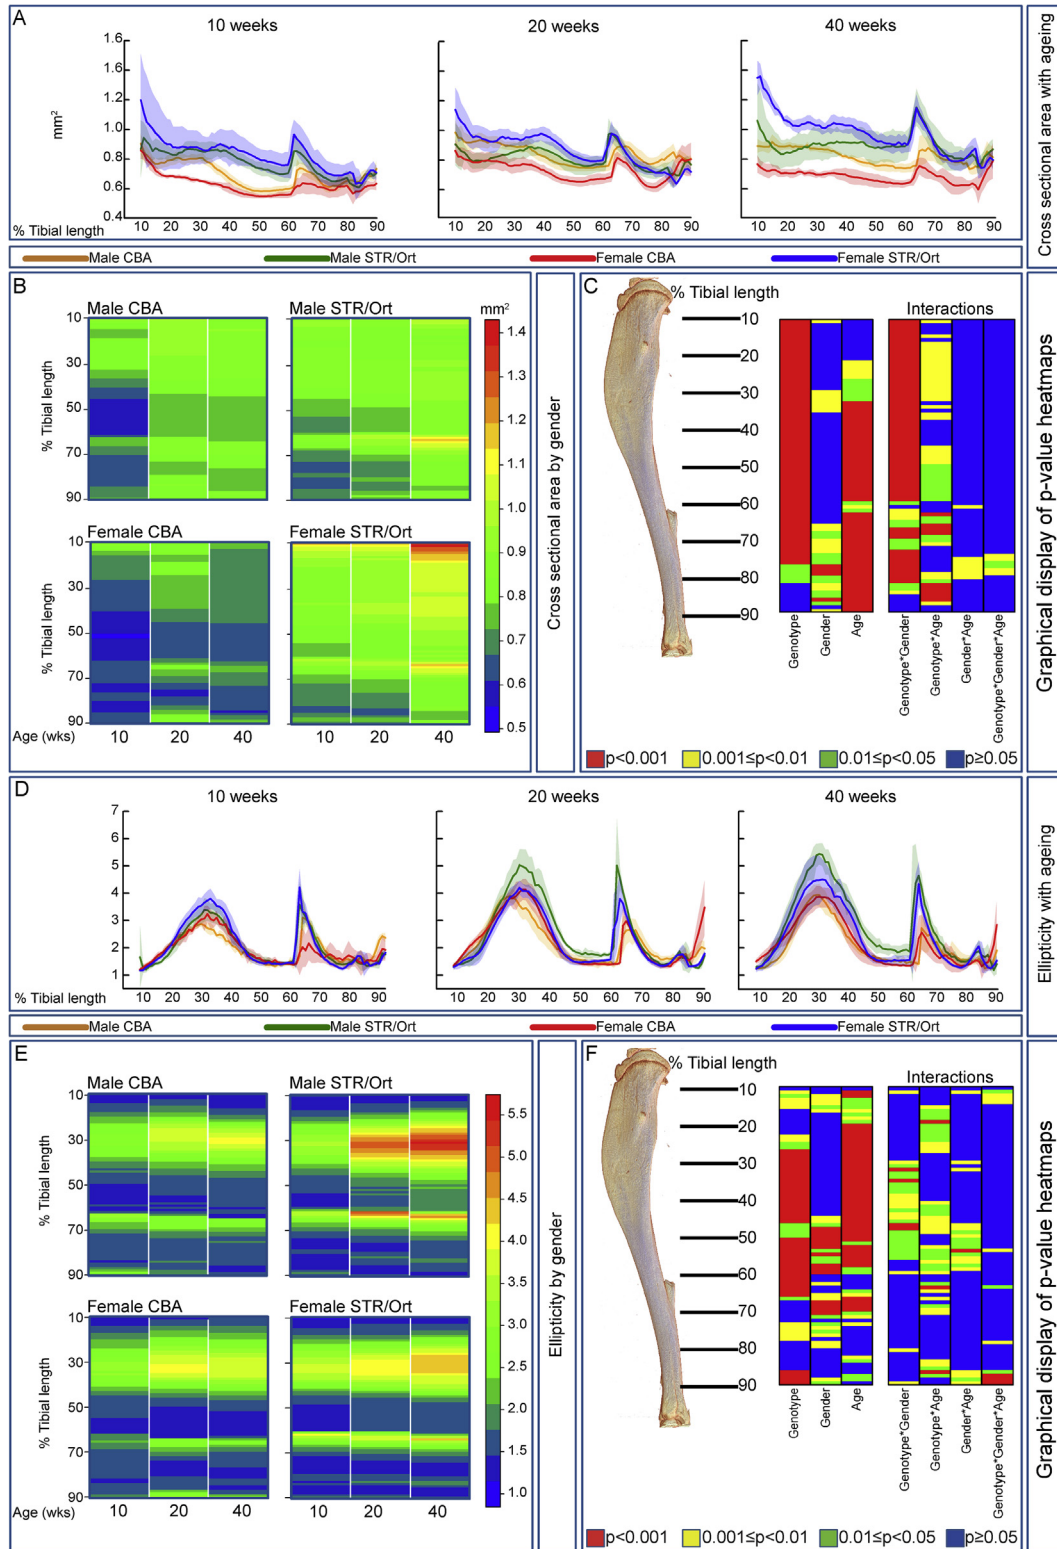 A
10 weeks
20 weeks
40 weeks
1.6
1.4
1.2
1.0
0.8
0.6
0.4
mm²
% Tibial length
10 20 30 40 50 60 70 80 90
10 20 30 40 50 60 70 80 90
10 20 30 40 50 60 70 80 90
Cross sectional area with ageing
Male CBA
Male STR/Ort
Female CBA
Female STR/Ort
B
Male CBA
Male STR/Ort
mm²
10
30
50
70
90
% Tibial length
Female CBA
Female STR/Ort
10
30
50
70
90
% Tibial length
Age (wks)
10 20 40
10 20 40
1.4
1.3
1.2
1.1
1.0
0.9
0.8
0.7
0.6
0.5
Cross sectional area by gender
C
% Tibial length
10
20
30
40
50
60
70
80
90
Interactions
Genotype
Gender
Age
Genotype*Gender
Genotype*Age
Gender*Age
Genotype*Gender*Age
p<0.001
0.001≤p<0.01
0.01≤p<0.05
p≥0.05
Graphical display of p-value heatmaps
D
10 weeks
20 weeks
40 weeks
7
6
5
4
3
2
1
% Tibial length
10 20 30 40 50 60 70 80 90
10 20 30 40 50 60 70 80 90
10 20 30 40 50 60 70 80 90
Ellipticity with ageing
Male CBA
Male STR/Ort
Female CBA
Female STR/Ort
E
Male CBA
Male STR/Ort
10
30
50
70
90
% Tibial length
Female CBA
Female STR/Ort
10
30
50
70
90
% Tibial length
Age (wks)
10 20 40
10 20 40
5.5
5.0
4.5
4.0
3.5
3.0
2.5
2.0
1.5
1.0
Ellipticity by gender
F
% Tibial length
10
20
30
40
50
60
70
80
90
Interactions
Genotype
Gender
Age
Genotype*Gender
Genotype*Age
Gender*Age
Genotype*Gender*Age
p<0.001
0.001≤p<0.01
0.01≤p<0.05
p≥0.05
Graphical display of p-value heatmaps